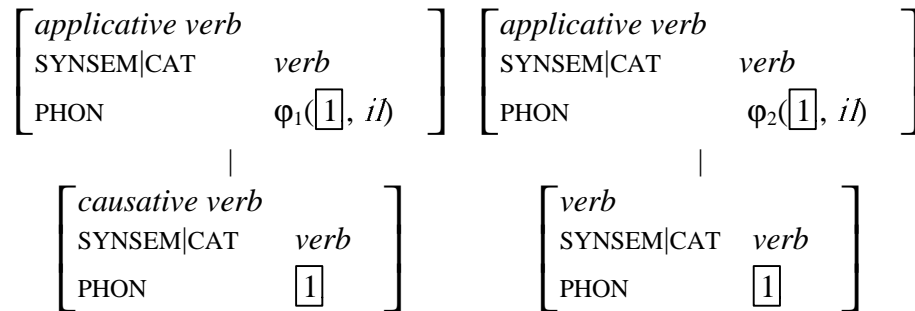 applicative verb
SYNSEM|CAT verb
PHON φ₁([1], il)
applicative verb
SYNSEM|CAT verb
PHON φ₂([1], il)
causative verb
SYNSEM|CAT verb
PHON [1]
verb
SYNSEM|CAT verb
PHON [1]